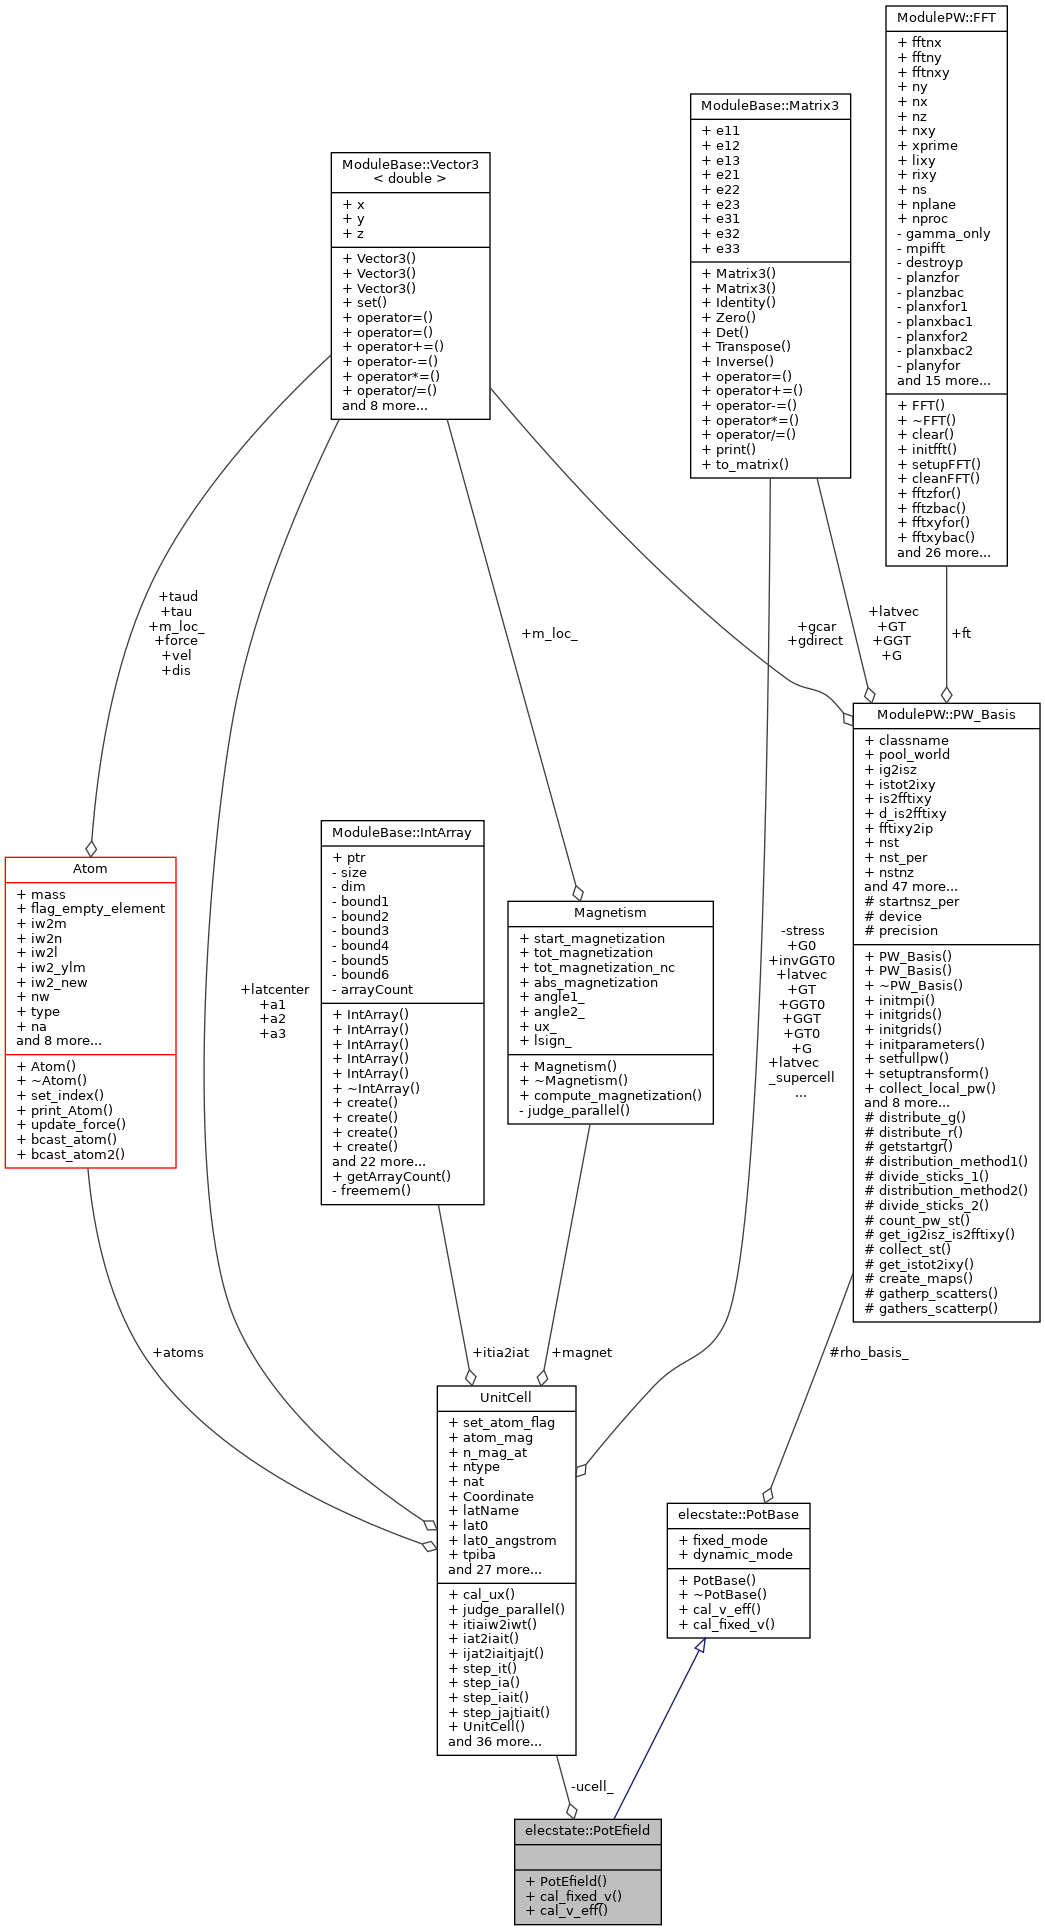 ModulePW::FFT
+ fftnx
+ fftny
+ fftnxy
+ ny
+ nx
+ nz
+ nxy
+ xprime
+ lixy
+ rixy
+ ns
+ nplane
+ nproc
- gamma_only
- mpifft
- destroyp
- planzfor
- planzbac
- planxfor1
- planxbac1
- planxfor2
- planxbac2
- planyfor
and 15 more...
+ FFT()
+ ~FFT()
+ clear()
+ initfft()
+ setupFFT()
+ cleanFFT()
+ fftzfor()
+ fftzbac()
+ fftxyfor()
+ fftxybac()
and 26 more...
ModuleBase::Matrix3
+ e11
+ e12
+ e13
+ e21
+ e22
+ e23
+ e31
+ e32
+ e33
+ Matrix3()
+ Matrix3()
+ Identity()
+ Zero()
+ Det()
+ Transpose()
+ Inverse()
+ operator=()
+ operator+=()
+ operator-=()
+ operator*=()
+ operator/=()
+ print()
+ to_matrix()
ModuleBase::Vector3
< double >
+ x
+ y
+ z
+ Vector3()
+ Vector3()
+ Vector3()
+ set()
+ operator=()
+ operator=()
+ operator+=()
+ operator-=()
+ operator*=()
+ operator/=()
and 8 more...
+taud
+tau
+m_loc_
+force
+vel
+dis
+m_loc_
+gcar
+gdirect
+latvec
+GT
+GGT
+G
+ft
ModulePW::PW_Basis
+ classname
+ pool_world
+ ig2isz
+ istot2ixy
+ is2fftixy
+ d_is2fftixy
+ fftixy2ip
+ nst
+ nst_per
+ nstnz
and 47 more...
# startnsz_per
# device
# precision
+ PW_Basis()
+ PW_Basis()
+ ~PW_Basis()
+ initmpi()
+ initgrids()
+ initgrids()
+ initparameters()
+ setfullpw()
+ setuptransform()
+ collect_local_pw()
and 8 more...
# distribute_g()
# distribute_r()
# getstartgr()
# distribution_method1()
# divide_sticks_1()
# distribution_method2()
# divide_sticks_2()
# count_pw_st()
# get_ig2isz_is2fftixy()
# collect_st()
# get_istot2ixy()
# create_maps()
# gatherp_scatters()
# gathers_scatterp()
Atom
+ mass
+ flag_empty_element
+ iw2m
+ iw2n
+ iw2l
+ iw2_ylm
+ iw2_new
+ nw
+ type
+ na
and 8 more...
+ Atom()
+ ~Atom()
+ set_index()
+ print_Atom()
+ update_force()
+ bcast_atom()
+ bcast_atom2()
+latcenter
+a1
+a2
+a3
ModuleBase::IntArray
+ ptr
- size
- dim
- bound1
- bound2
- bound3
- bound4
- bound5
- bound6
- arrayCount
+ IntArray()
+ IntArray()
+ IntArray()
+ IntArray()
+ IntArray()
+ ~IntArray()
+ create()
+ create()
+ create()
+ create()
and 22 more...
+ getArrayCount()
- freemem()
Magnetism
+ start_magnetization
+ tot_magnetization
+ tot_magnetization_nc
+ abs_magnetization
+ angle1_
+ angle2_
+ ux_
+ lsign_
+ Magnetism()
+ ~Magnetism()
+ compute_magnetization()
- judge_parallel()
-stress
+G0
+invGGT0
+latvec
+GT
+GGT0
+GGT
+GT0
+G
+latvec
_supercell
...
+atoms
+itia2iat
+magnet
#rho_basis_
UnitCell
+ set_atom_flag
+ atom_mag
+ n_mag_at
+ ntype
+ nat
+ Coordinate
+ latName
+ lat0
+ lat0_angstrom
+ tpiba
and 27 more...
+ cal_ux()
+ judge_parallel()
+ itiaiw2iwt()
+ iat2iait()
+ ijat2iaitjajt()
+ step_it()
+ step_ia()
+ step_iait()
+ step_jajtiait()
+ UnitCell()
and 36 more...
elecstate::PotBase
+ fixed_mode
+ dynamic_mode
+ PotBase()
+ ~PotBase()
+ cal_v_eff()
+ cal_fixed_v()
-ucell_
elecstate::PotEfield
+ PotEfield()
+ cal_fixed_v()
+ cal_v_eff()